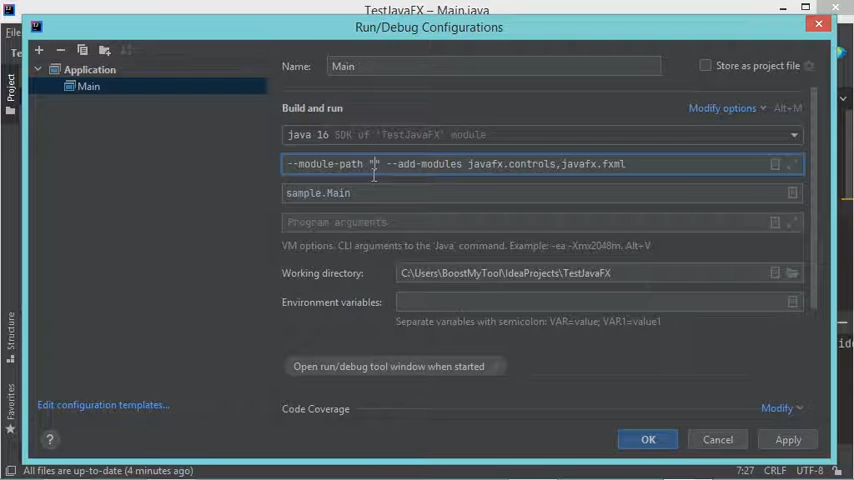 TestJavaFX – Main.java
Run/Debug Configurations
Project
Application
Main
Name: Main
Store as project file
Build and run
Modify options Alt+M
java 16 SDK of 'TestJavaFX' module
--module-path "" --add-modules javafx.controls,javafx.fxml
sample.Main
Program arguments
VM options. CLI arguments to the 'Java' command. Example: -ea -Xmx2048m. Alt+V
Working directory: C:\Users\BoostMyTool\IdeaProjects\TestJavaFX
Environment variables:
Separate variables with semicolon: VAR=value; VAR1=value1
Structure
Open run/debug tool window when started
Favorites
Edit configuration templates...
Code Coverage
Modify
?
OK
Cancel
Apply
All files are up-to-date (4 minutes ago)
7:27 CRLF UTF-8